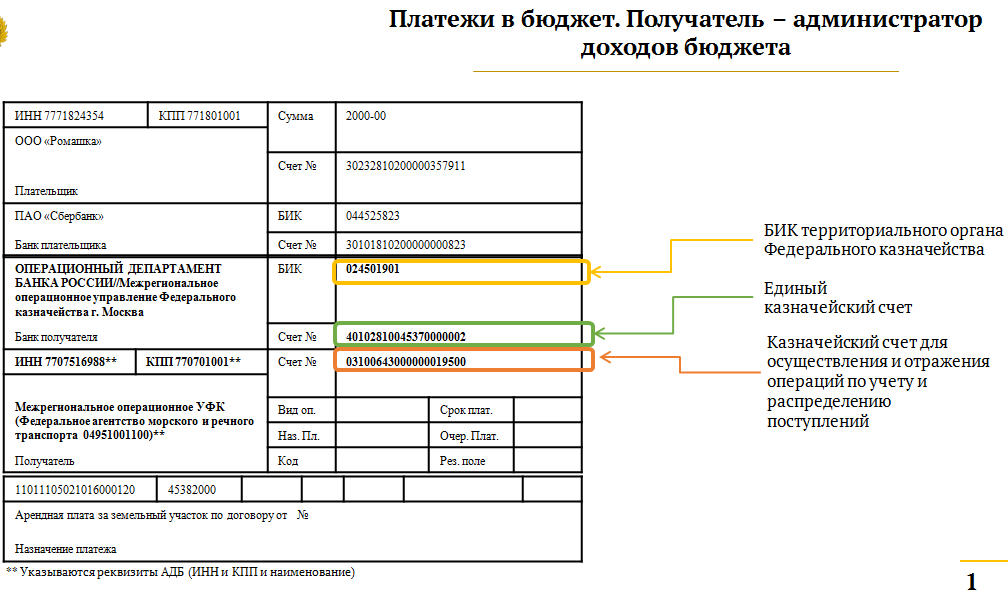 Платежи в бюджет. Получатель – администратор
доходов бюджета
ИНН 7771824354
КПП 771801001
Сумма
2000-00
ООО «Ромашка»
Плательщик
Счет №
30232810200000357911
ПАО «Сбербанк»
БИК
044525823
Банк плательщика
Счет №
30101810200000000823
ОПЕРАЦИОННЫЙ ДЕПАРТАМЕНТ
БАНКА РОССИИ//Межрегиональное
операционное управление Федерального
казначейства г. Москва
БИК
024501901
Банк получателя
Счет №
40102810045370000002
ИНН 7707516988**
КПП 770701001**
Счет №
03100643000000019500
Межрегиональное операционное УФК
(Федеральное агентство морского и речного
транспорта 04951001100)**
Получатель
Вид оп.
Срок плат.
Наз. Пл.
Очер. Плат.
Код
Рез. поле
11011105021016000120
45382000
Арендная плата за земельный участок по договору от №
Назначение платежа
** Указываются реквизиты АДБ (ИНН и КПП и наименование)
БИК территориального органа
Федерального казначейства
Единый
казначейский счет
Казначейский счет для
осуществления и отражения
операций по учету и
распределению
поступлений
1